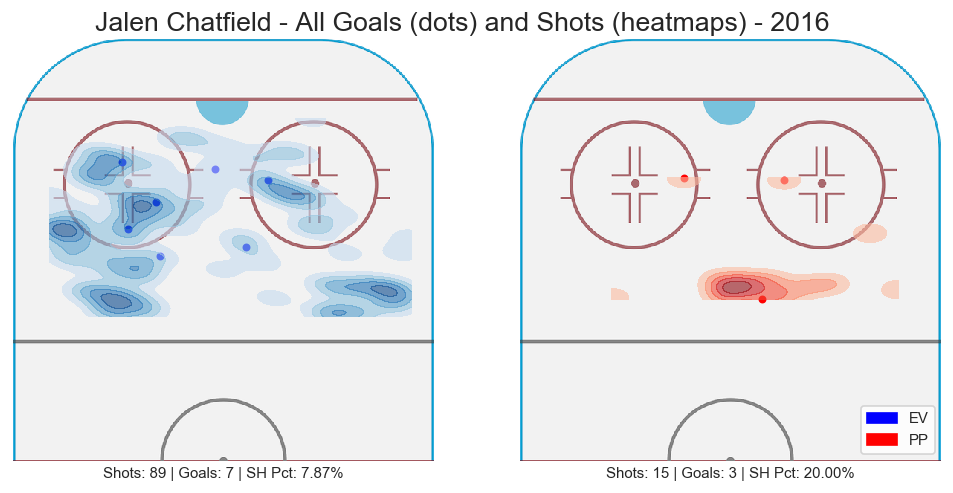 Jalen Chatfield - All Goals (dots) and Shots (heatmaps) - 2016
EV
PP
Shots: 89 | Goals: 7 | SH Pct: 7.87%
Shots: 15 | Goals: 3 | SH Pct: 20.00%